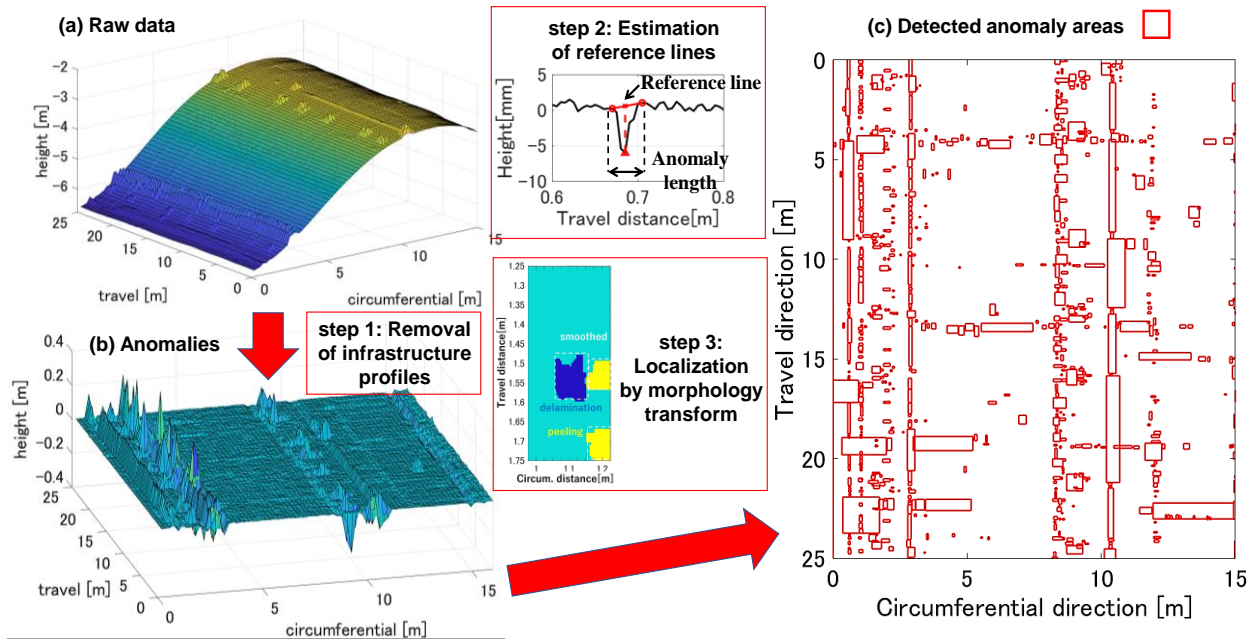 (a) Raw data
height [m]
-2
-3
-4
-5
-6
25
20
15
10
5
0
travel [m]
0
5
10
15
circumferential [m]
step 1: Removal
of infrastructure
profiles
(b) Anomalies
height [m]
0.4
0.2
0
-0.2
-0.4
25
20
15
10
5
0
travel [m]
0
5
10
15
circumferential [m]
step 2: Estimation
of reference lines
Height[mm]
5
0
-5
-10
Reference line
Anomaly
length
0.6
0.7
0.8
Travel distance[m]
Travel distance[m]
1.25
1.3
1.35
1.4
1.45
1.5
1.55
1.6
1.65
1.7
1.75
smoothed
delamination
peeling
1
1.1
1.2
Circum. distance[m]
step 3:
Localization
by morphology
transform
(c) Detected anomaly areas
Travel direction [m]
0
5
10
15
20
25
0
5
10
15
Circumferential direction [m]